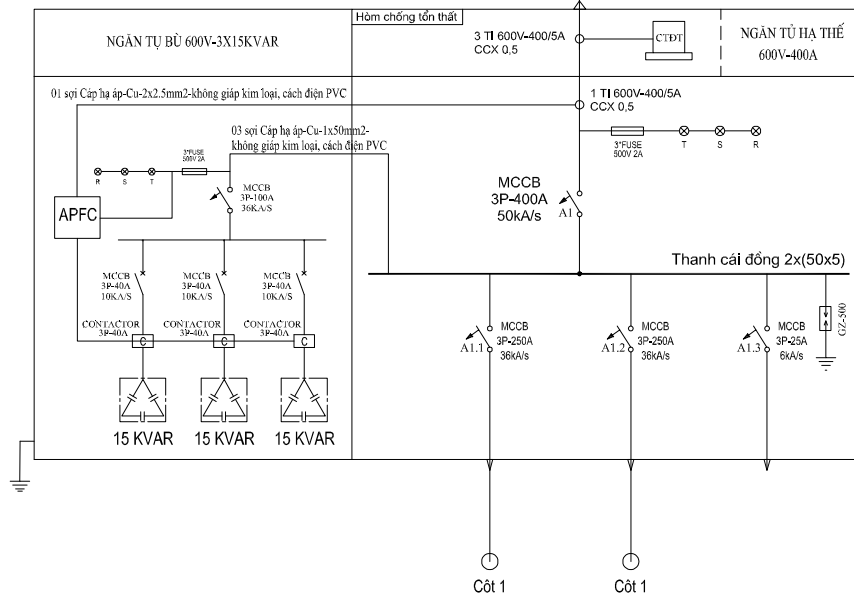 Hòm chống tổn thất
NGĂN TỤ BÙ 600V-3X15KVAR
3 TI 600V-400/5A
CCX 0,5
CTĐT
NGĂN TỦ HẠ THẾ
600V-400A
01 sợi Cáp hạ áp-Cu-2x2.5mm2-không giáp kim loại, cách điện PVC
1 TI 600V-400/5A
CCX 0,5
03 sợi Cáp hạ áp-Cu-1x50mm2-
không giáp kim loại, cách điện PVC
3*FUSE
500V 2A
T
S
R
3*FUSE
500V 2A
R
S
T
MCCB
3P-100A
36KA/S
MCCB
3P-400A
50kA/s
A1
APFC
Thanh cái đồng 2x(50x5)
MCCB
3P-40A
10KA/S
MCCB
3P-40A
10KA/S
MCCB
3P-40A
10KA/S
CONTACTOR
3P-40A
C
CONTACTOR
3P-40A
C
CONTACTOR
3P-40A
C
A1.1
MCCB
3P-250A
36kA/s
A1.2
MCCB
3P-250A
36kA/s
A1.3
MCCB
3P-25A
6kA/s
GZ-500
15 KVAR
15 KVAR
15 KVAR
Côt 1
Côt 1